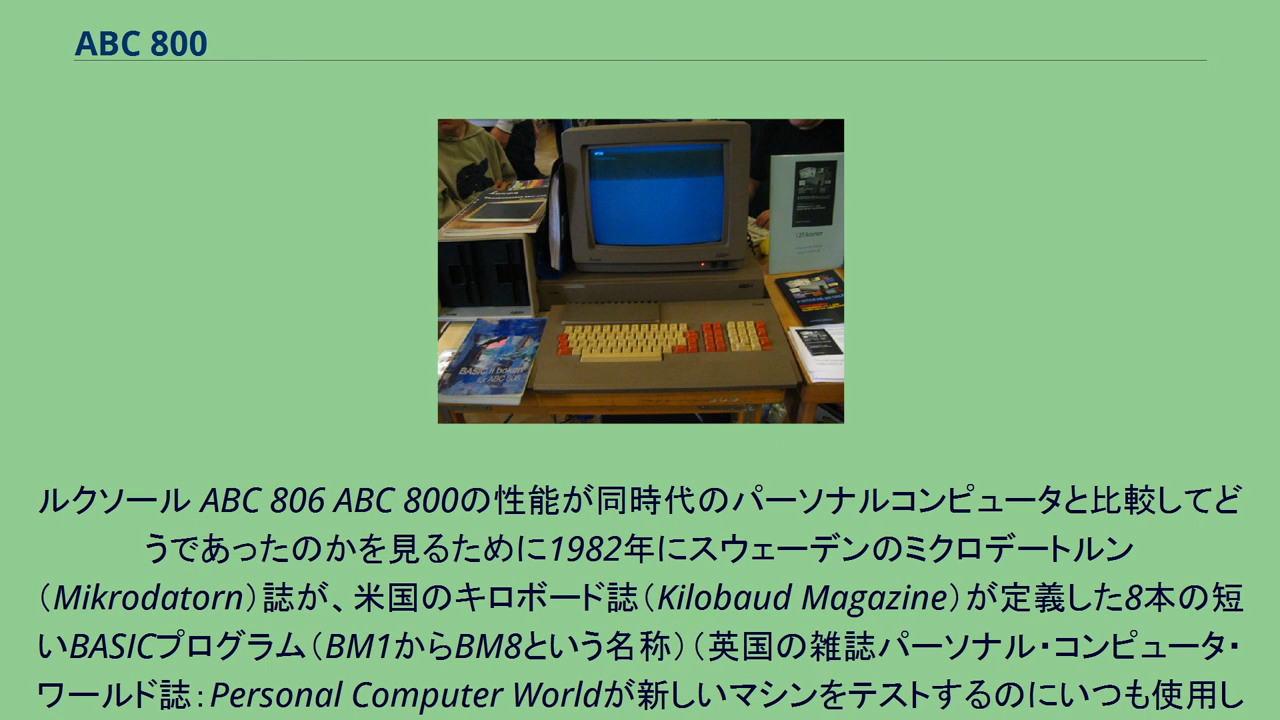 ABC 800
BASIC II boken
för ABC 806
ルクソール ABC 806 ABC 800の性能が同時代のパーソナルコンピュータと比較してど
うであったのかを見るために1982年にスウェーデンのミクロデートルン
（Mikrodatorn）誌が、米国のキロボード誌（Kilobaud Magazine）が定義した8本の短
いBASICプログラム（BM1からBM8という名称）（英国の雑誌パーソナル・コンピュータ・
ワールド誌：Personal Computer Worldが新しいマシンをテストするのにいつも使用し